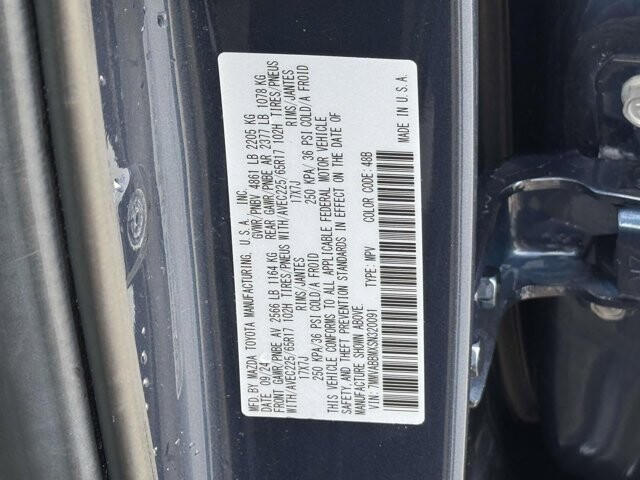 MFD. BY MAZDA TOYOTA MANUFACTURING, U.S.A., INC.
DATE 09/24 GVWR/PNBV 4861 LB 2205 KG
FRONT GAWR/PNBE AV 2566 LB 1164 KG REAR GAWR/PNBE AR 2377 LB 1078 KG
WITH/AVEC225/65R17 102H TIRES/PNEUS WITH/AVEC225/65R17 102H TIRES/PNEUS
17X7J RIMS/JANTES 17X7J RIMS/JANTES
250 KPA/36 PSI COLD/A FROID 250 KPA/36 PSI COLD/A FROID
THIS VEHICLE CONFORMS TO ALL APPLICABLE FEDERAL MOTOR VEHICLE
SAFETY AND THEFT PREVENTION STANDARDS IN EFFECT ON THE DATE OF
MANUFACTURE SHOWN ABOVE.
VIN: 7MMVABBMXSN320091 TYPE: MPV COLOR CODE: 48B
MADE IN U.S.A.